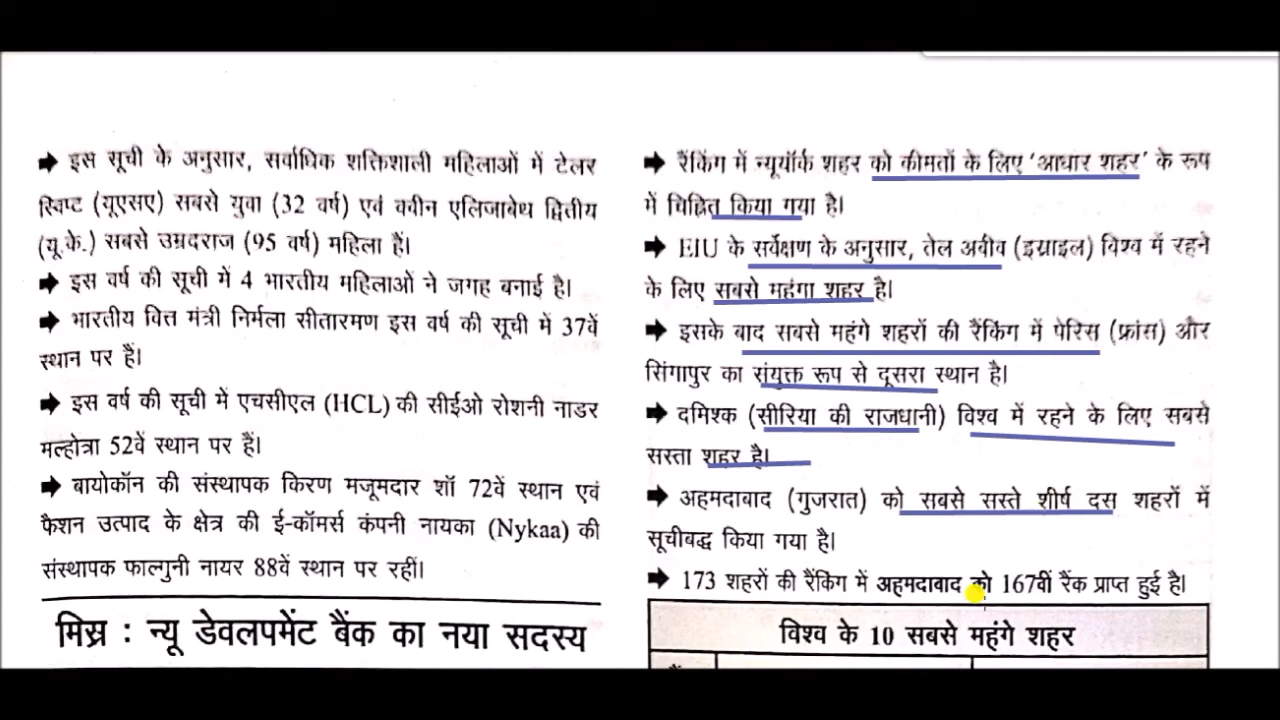 ➡ इस सूची के अनुसार, सर्वाधिक शक्तिशाली महिलाओं में टेलर
स्विफ्ट (यूएसए) सबसे युवा (32 वर्ष) एवं क्वीन एलिजाबेथ द्वितीय
(यू.के.) सबसे उम्रदराज (95 वर्ष) महिला हैं।
➡ इस वर्ष की सूची में 4 भारतीय महिलाओं ने जगह बनाई है।
➡ भारतीय वित्त मंत्री निर्मला सीतारमण इस वर्ष की सूची में 37वें
स्थान पर हैं।
➡ इस वर्ष की सूची में एचसीएल (HCL) की सीईओ रोशनी नाडर
मल्होत्रा 52वें स्थान पर हैं।
➡ बायोकॉन की संस्थापक किरण मजूमदार शॉ 72वें स्थान एवं
फैशन उत्पाद के क्षेत्र की ई-कॉमर्स कंपनी नायका (Nykaa) की
संस्थापक फाल्गुनी नायर 88वें स्थान पर रहीं।
मिस्र : न्यू डेवलपमेंट बैंक का नया सदस्य
➡ रैंकिंग में न्यूयॉर्क शहर को कीमतों के लिए 'आधार शहर' के रूप
में चिह्नित किया गया है।
➡ EIU के सर्वेक्षण के अनुसार, तेल अवीव (इस्राइल) विश्व में रहने
के लिए सबसे महंगा शहर है।
➡ इसके बाद सबसे महंगे शहरों की रैंकिंग में पेरिस (फ्रांस) और
सिंगापुर का संयुक्त रूप से दूसरा स्थान है।
➡ दमिश्क (सीरिया की राजधानी) विश्व में रहने के लिए सबसे
सस्ता शहर है।
➡ अहमदाबाद (गुजरात) को सबसे सस्ते शीर्ष दस शहरों में
सूचीबद्ध किया गया है।
➡ 173 शहरों की रैंकिंग में अहमदाबाद को 167वीं रैंक प्राप्त हुई है।
विश्व के 10 सबसे महंगे शहर